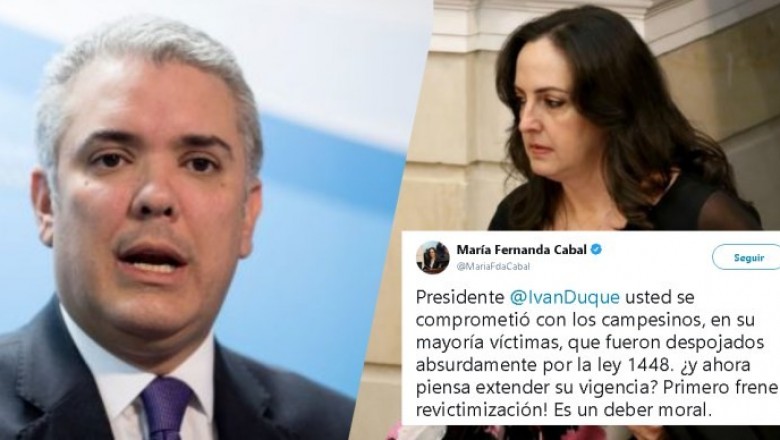 María Fernanda Cabal
@MariaFdaCabal
Seguir
Presidente @IvanDuque usted se
comprometió con los campesinos, en su
mayoría víctimas, que fueron despojados
absurdamente por la ley 1448. ¿y ahora
piensa extender su vigencia? Primero frene
revictimización! Es un deber moral.